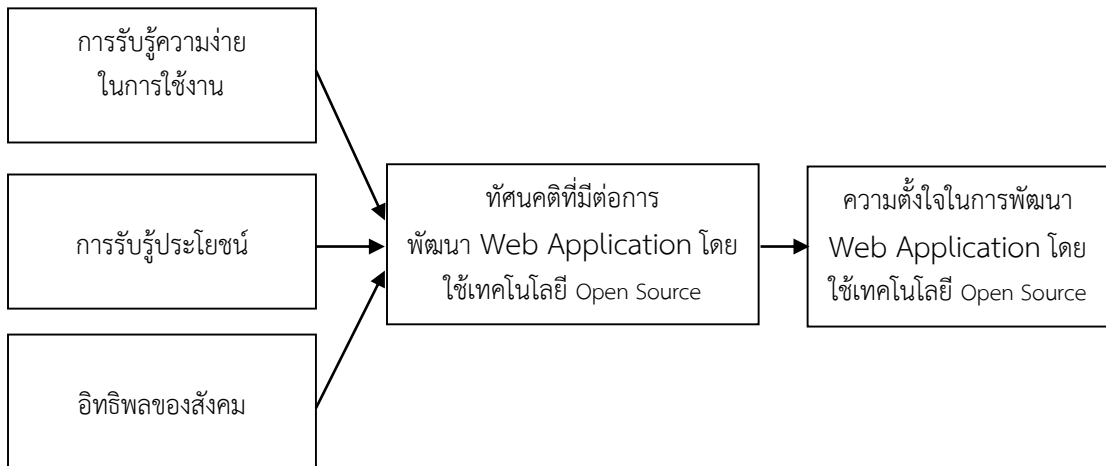 การรับรู้ความง่าย
ในการใช้งาน
การรับรู้ประโยชน์
อิทธิพลของสังคม
ทัศนคติที่มีต่อการ
พัฒนา Web Application โดย
ใช้เทคโนโลยี Open Source
ความตั้งใจในการพัฒนา
Web Application โดย
ใช้เทคโนโลยี Open Source